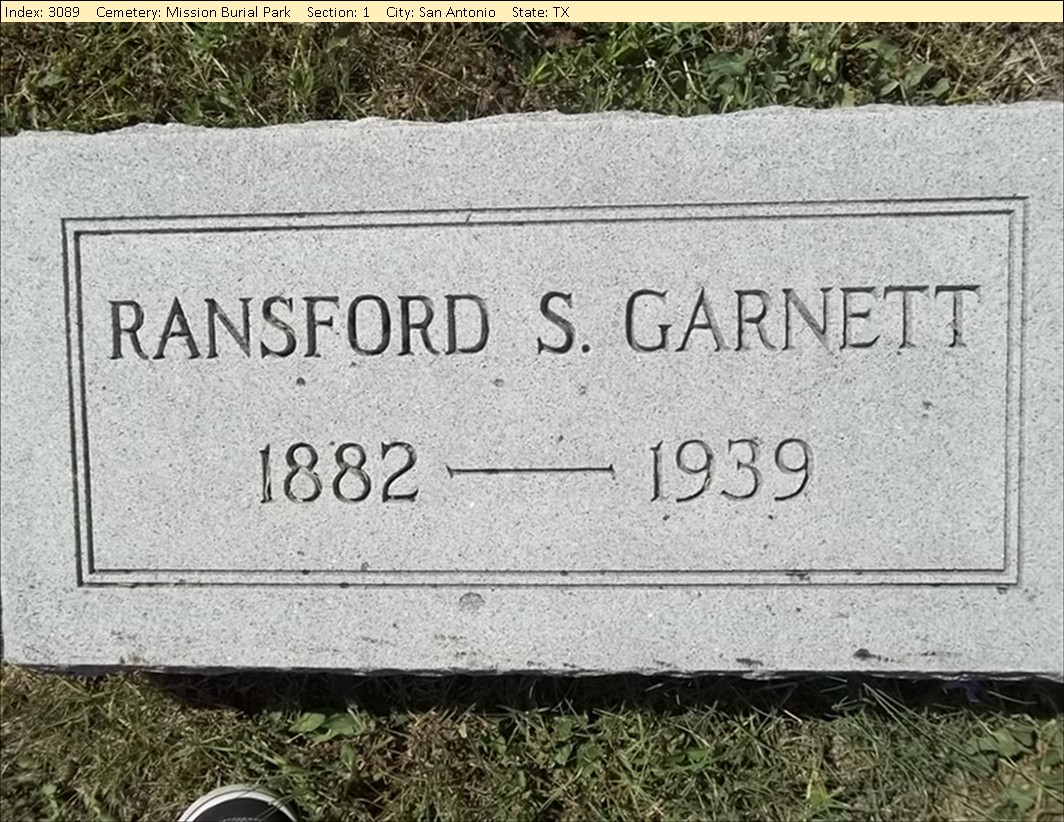 Index: 3089 Cemetery: Mission Burial Park Section: 1 City: San Antonio State: TX
RANSFORD S. GARNETT
1882 — 1939